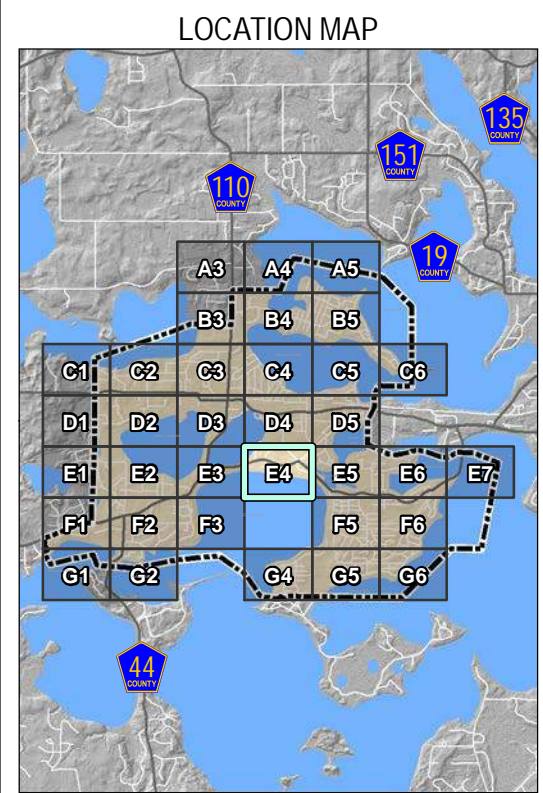 LOCATION MAP
135
COUNTY
151
COUNTY
110
COUNTY
19
COUNTY
A3 A4 A5
B3 B4 B5
C1 C2 C3 C4 C5 C6
D1 D2 D3 D4 D5
E1 E2 E3 E4 E5 E6 E7
F1 F2 F3 F5 F6
G1 G2 G4 G5 G6
44
COUNTY